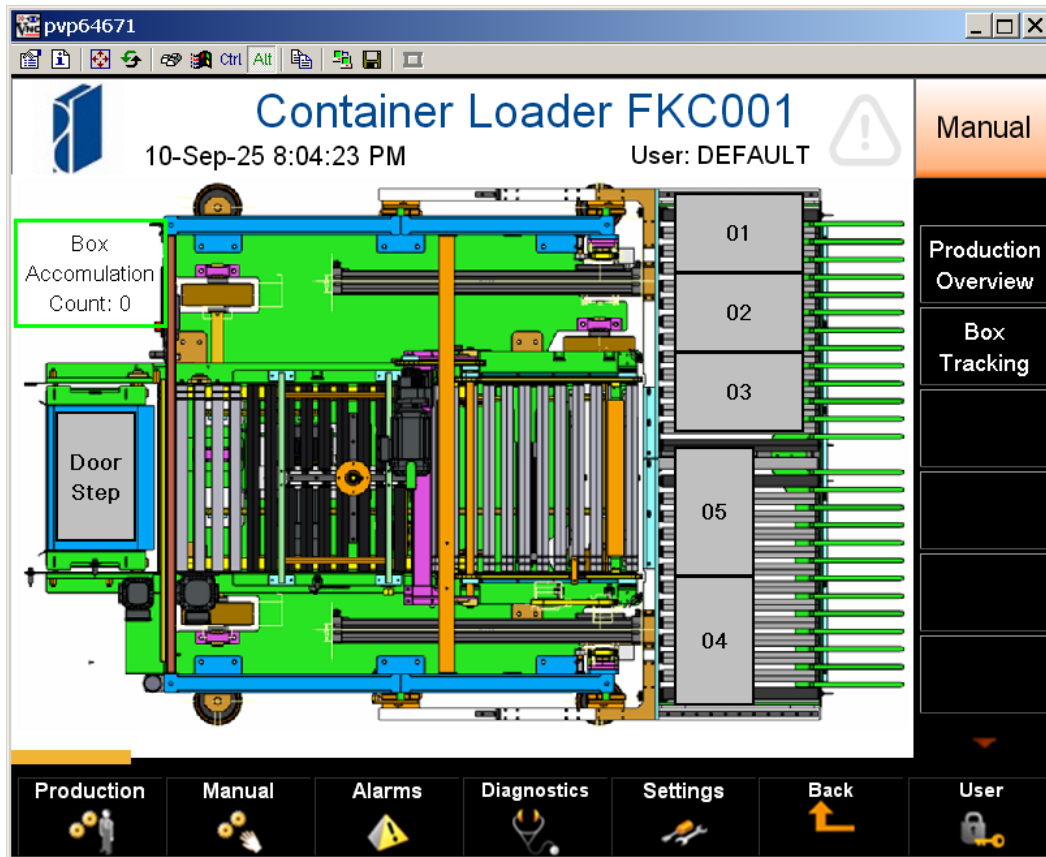 pvp64671
Ctrl Alt
Container Loader FKC001
10-Sep-25 8:04:23 PM
User: DEFAULT
Manual
Box
Accomulation
Count: 0
Production
Overview
Box
Tracking
Door
Step
01
02
03
05
04
Production
Manual
Alarms
Diagnostics
Settings
Back
User